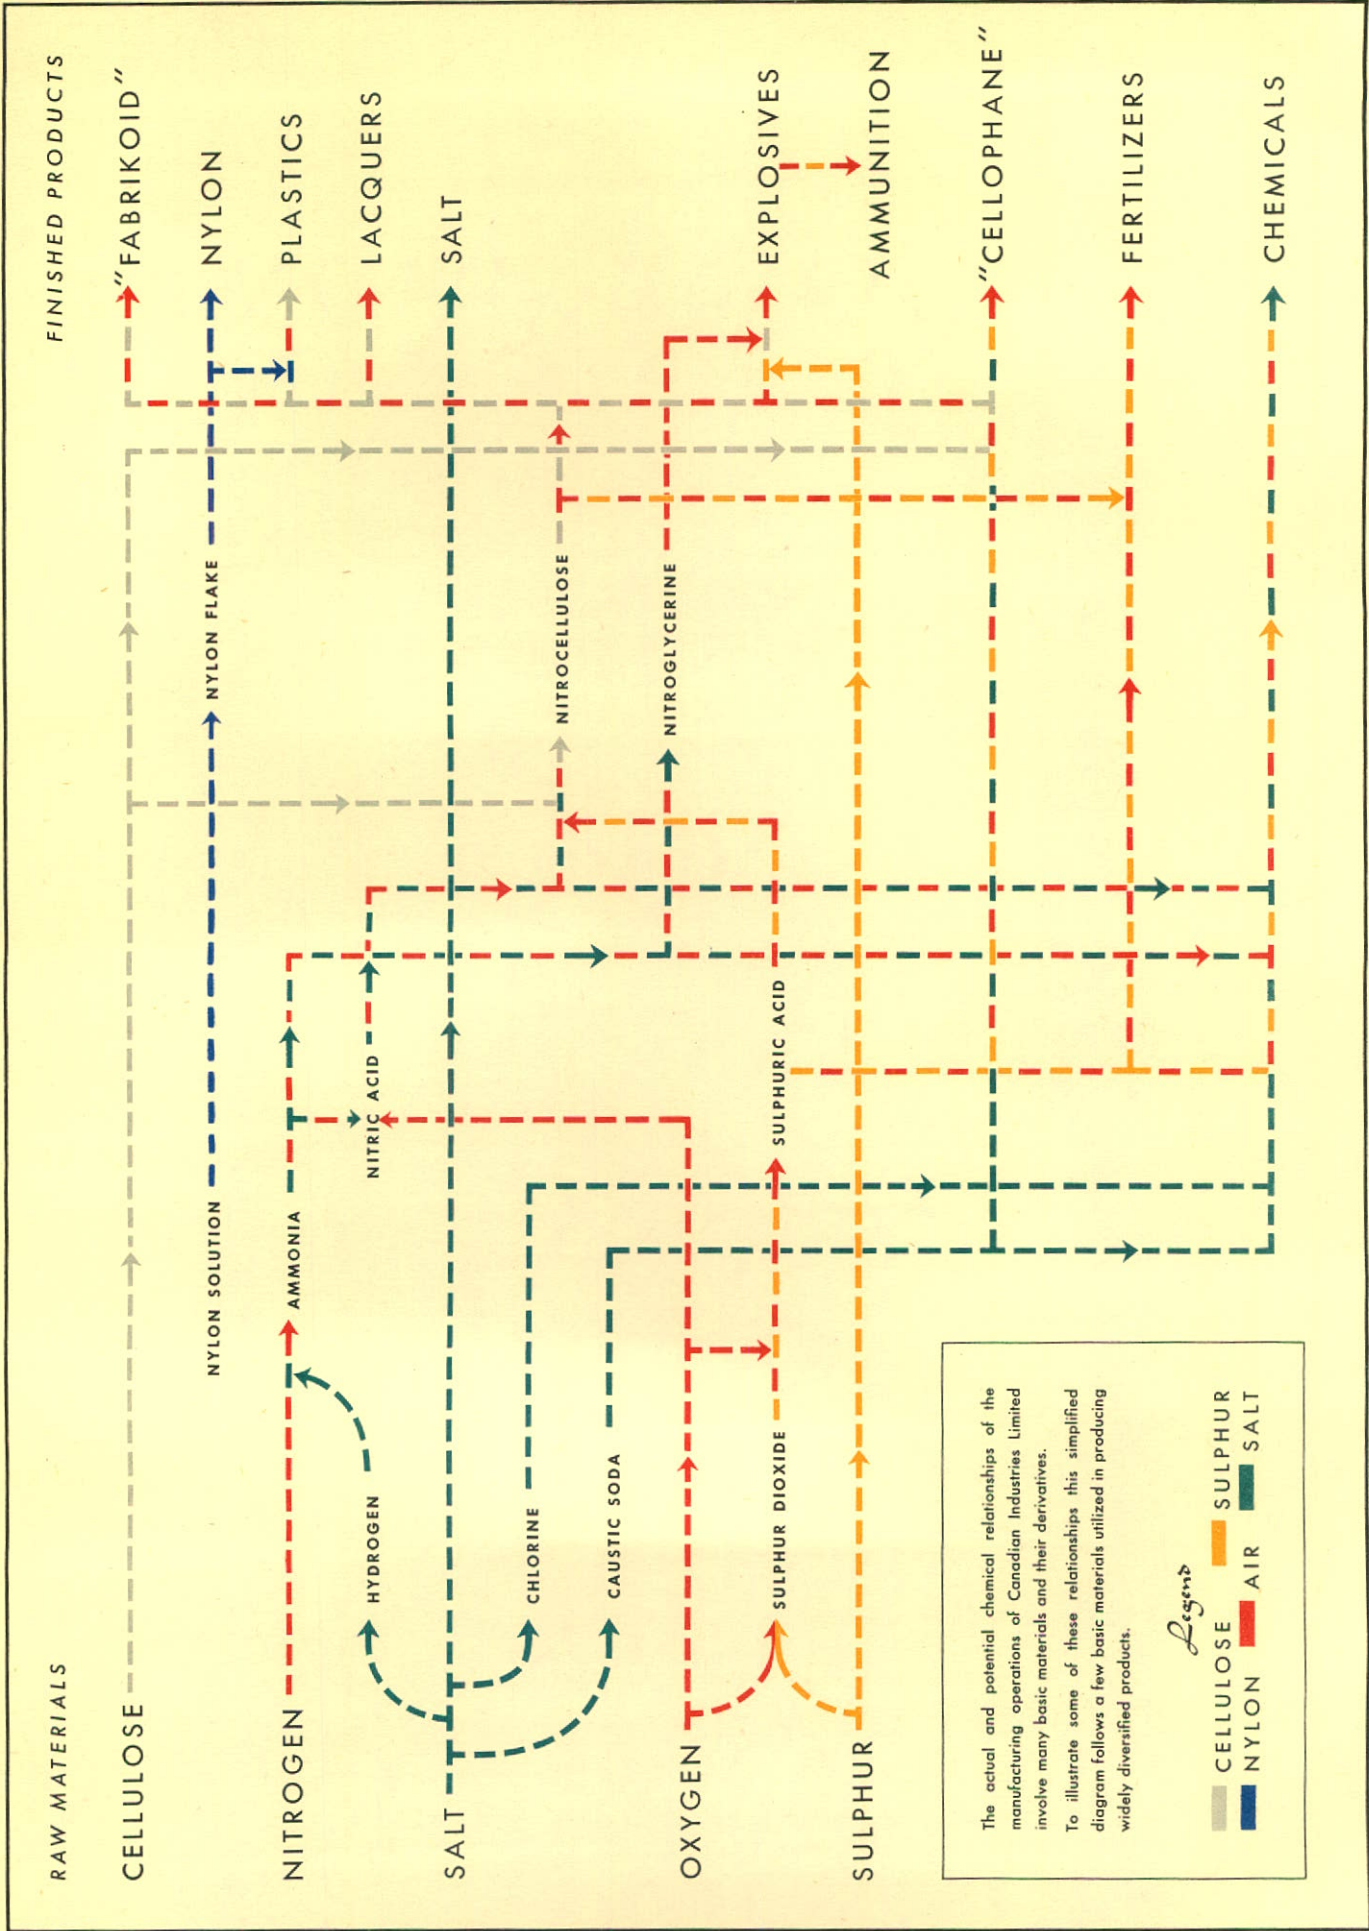 RAW MATERIALS
FINISHED PRODUCTS
CELLULOSE
"FABRIKOID"
NYLON SOLUTION
NYLON FLAKE
NYLON
NITROGEN
AMMONIA
PLASTICS
HYDROGEN
NITRIC ACID
LACQUERS
SALT
SALT
CHLORINE
NITROCELLULOSE
CAUSTIC SODA
OXYGEN
NITROGLYCERINE
SULPHUR DIOXIDE
SULPHURIC ACID
EXPLOSIVES
SULPHUR
AMMUNITION
"CELLOPHANE"
FERTILIZERS
CHEMICALS
The actual and potential chemical relationships of the
manufacturing operations of Canadian Industries Limited
involve many basic materials and their derivatives.
To illustrate some of these relationships this simplified
diagram follows a few basic materials utilized in producing
widely diversified products.
Legend
CELLULOSE SULPHUR
NYLON AIR SALT